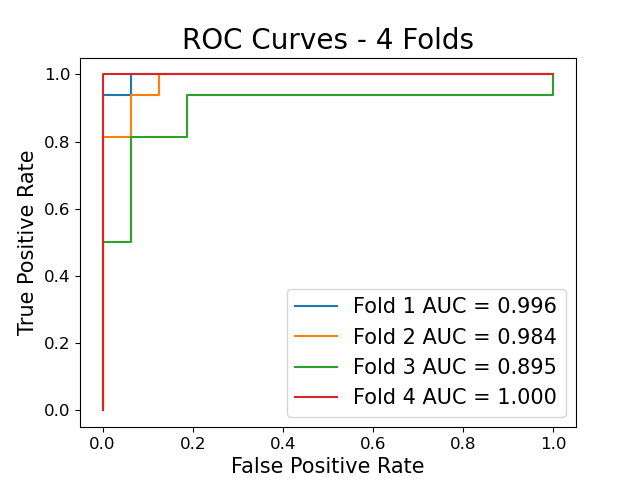 ROC Curves - 4 Folds
True Positive Rate
1.0
0.8
0.6
0.4
0.2
0.0
Fold 1 AUC = 0.996
Fold 2 AUC = 0.984
Fold 3 AUC = 0.895
Fold 4 AUC = 1.000
0.0 0.2 0.4 0.6 0.8 1.0
False Positive Rate